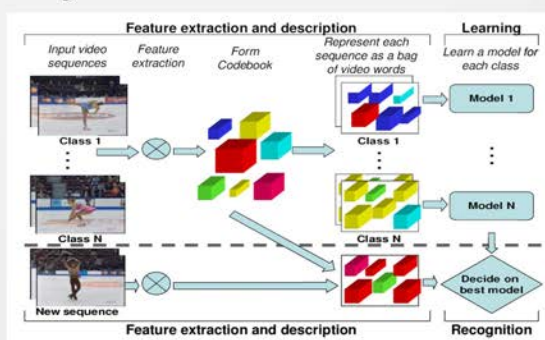 Feature extraction and description
Learning
Input video
sequences
Feature
extraction
Form
Codebook
Represent each
sequence as a bag
of video words
Learn a model for
each class
Class 1
Class 1
Model 1
Class N
Class N
Model N
New sequence
Decide on
best model
Feature extraction and description
Recognition